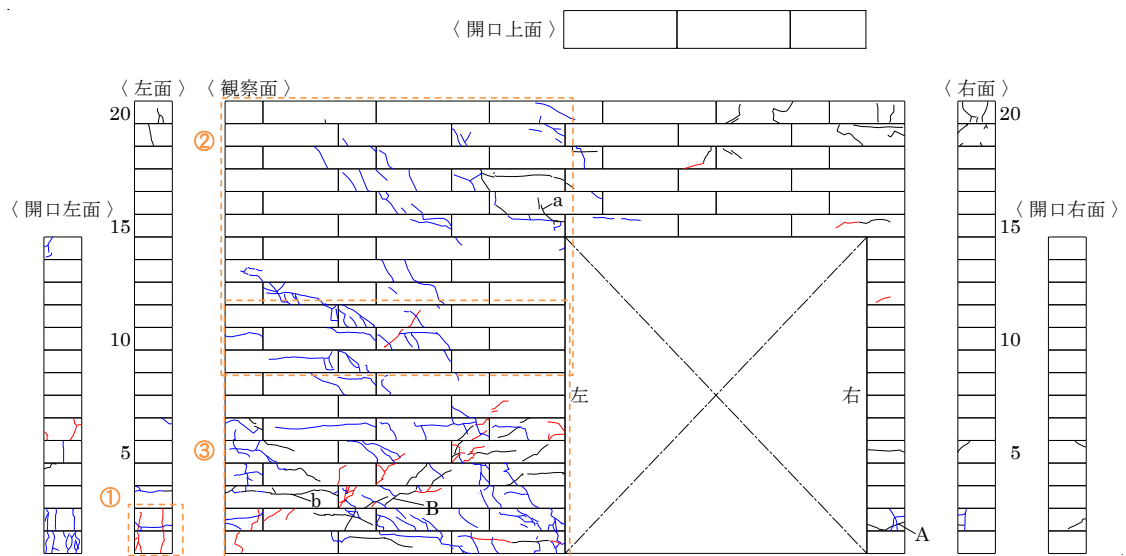 〈 開口上面 〉
〈 左面 〉
〈 観察面 〉
〈 右面 〉
20
20
②
a
〈 開口左面 〉
〈 開口右面 〉
15
15
10
10
左
右
5
③
5
①
b
B
A